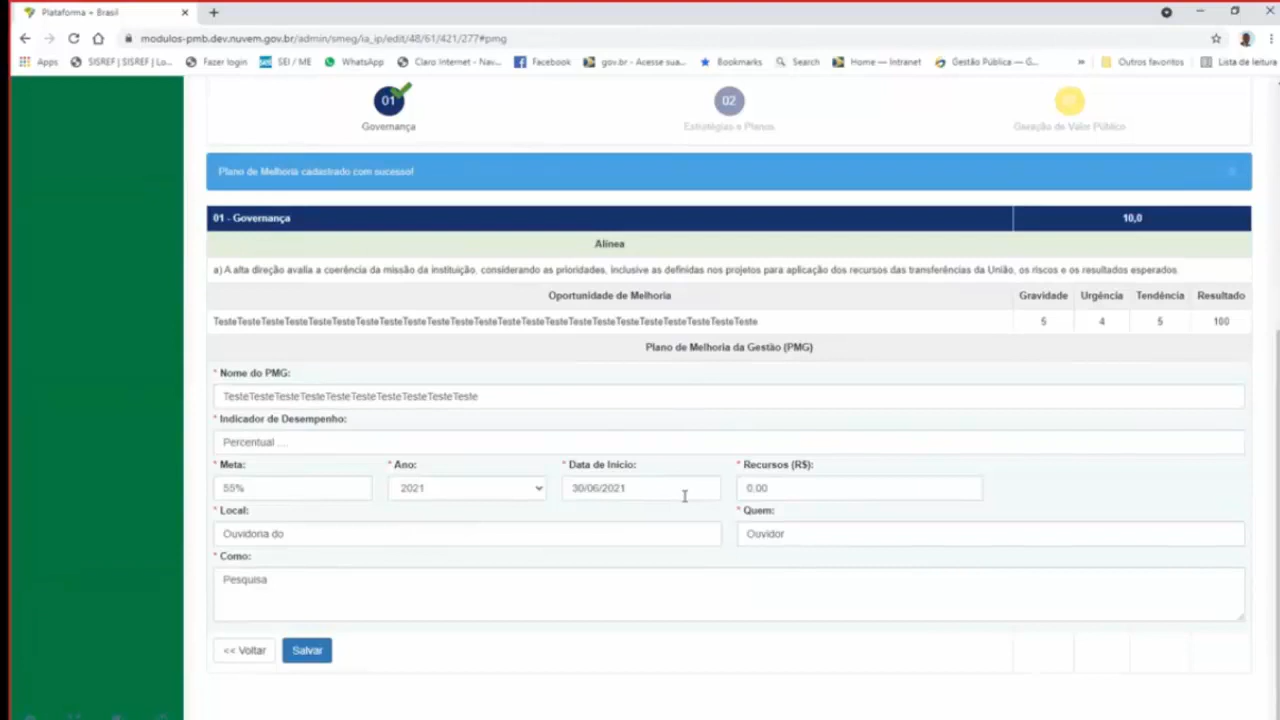 Plataforma + Brasil
modulos-pmb.dev.nuvem.gov.br/admin/smeg/ia_ip/edit/48/61/421/277#pmg
Apps SISREF | SISREF | Lo... Fazer login SEI / ME WhatsApp Claro Internet - Nav... Facebook gov.br - Acesse sua... Bookmarks Search Home — Intranet Gestão Pública — G... » Outros favoritos Lista de leitura
01 02
Governança Estratégias e Planos Geração de Valor Público
Plano de Melhoria cadastrado com sucesso!
01 - Governança 10,0
Alínea
a) A alta direção avalia a coerência da missão da instituição, considerando as prioridades, inclusive as definidas nos projetos para aplicação dos recursos das transferências da União, os riscos e os resultados esperados.
Oportunidade de Melhoria Gravidade Urgência Tendência Resultado
TesteTesteTesteTesteTesteTesteTesteTesteTesteTesteTesteTesteTesteTesteTesteTesteTesteTesteTesteTesteTesteTesteTeste 5 4 5 100
Plano de Melhoria da Gestão (PMG)
* Nome do PMG:
TesteTesteTesteTesteTesteTesteTesteTesteTesteTeste
* Indicador de Desempenho:
Percentual ...
* Meta: * Ano: * Data de Início: * Recursos (R$):
55% 2021 30/06/2021 0,00
* Local: * Quem:
Ouvidoria do Ouvidor
* Como:
Pesquisa
<< Voltar Salvar